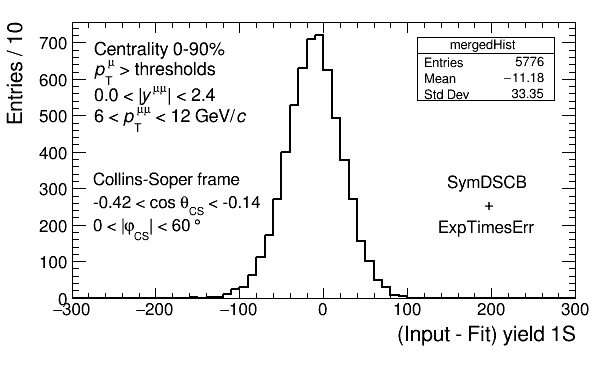 Entries / 10
700
600
500
400
300
200
100
0
Centrality 0-90%
p_T^μ > thresholds
0.0 < |y^μμ| < 2.4
6 < p_T^μμ < 12 GeV/c
Collins-Soper frame
-0.42 < cos θ_CS < -0.14
0 < |φ_CS| < 60 °
mergedHist
Entries 5776
Mean −11.18
Std Dev 33.35
SymDSCB
+
ExpTimesErr
−300 −200 −100 0 100 200 300
(Input - Fit) yield 1S